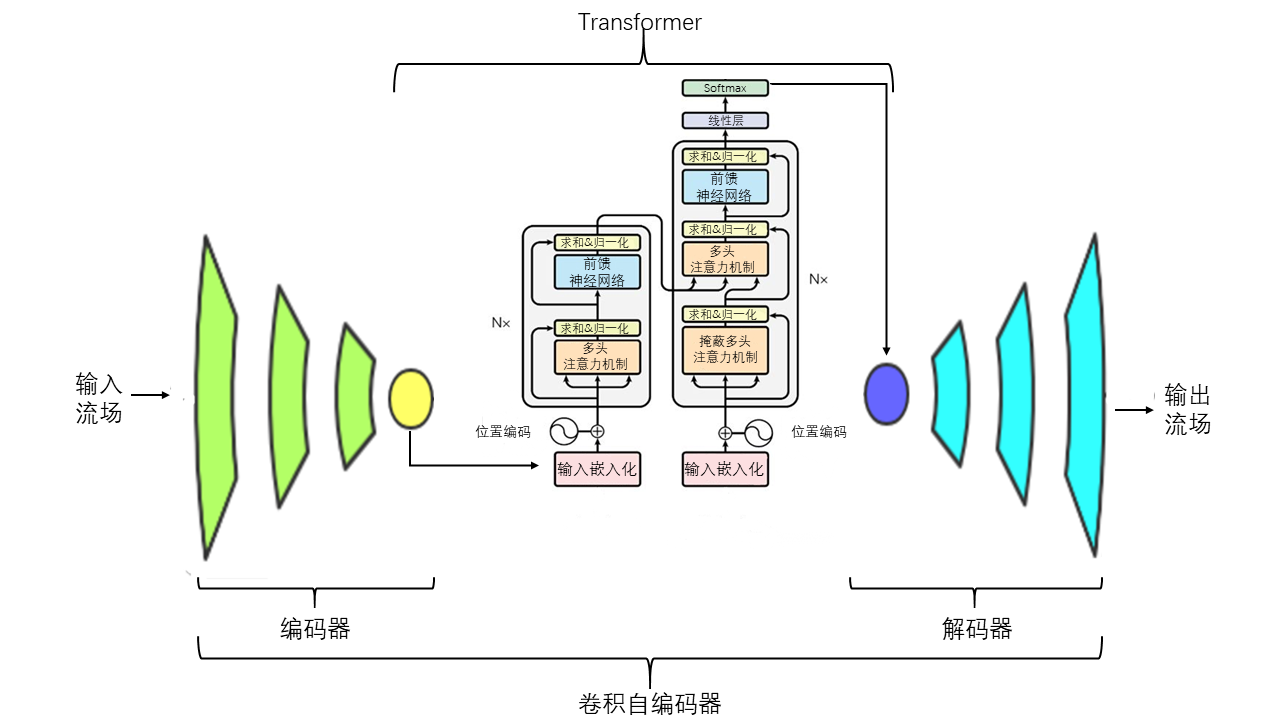 Transformer
Softmax
线性层
求和&归一化
前馈
神经网络
求和&归一化
多头
注意力机制
求和&归一化
掩蔽多头
注意力机制
N×
求和&归一化
前馈
神经网络
求和&归一化
多头
注意力机制
N×
输入
流场
输出
流场
位置编码
位置编码
输入嵌入化
输入嵌入化
编码器
解码器
卷积自编码器